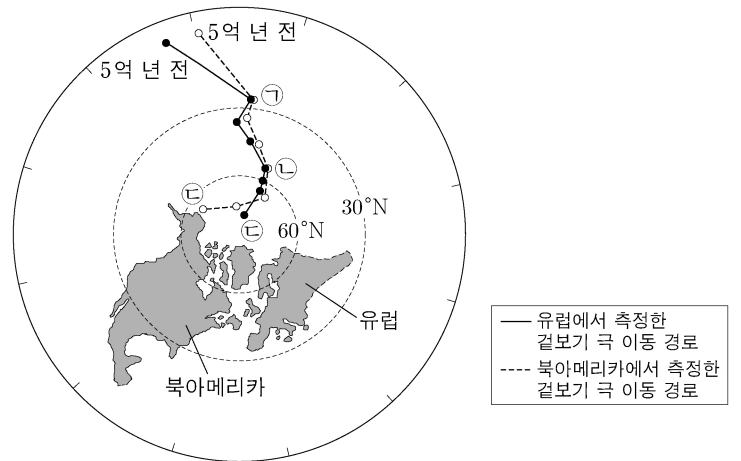 5억 년 전
5억 년 전
㉠
㉡
㉢
30°N
㉢
60°N
유럽
북아메리카
유럽에서 측정한
겉보기 극 이동 경로
북아메리카에서 측정한
겉보기 극 이동 경로